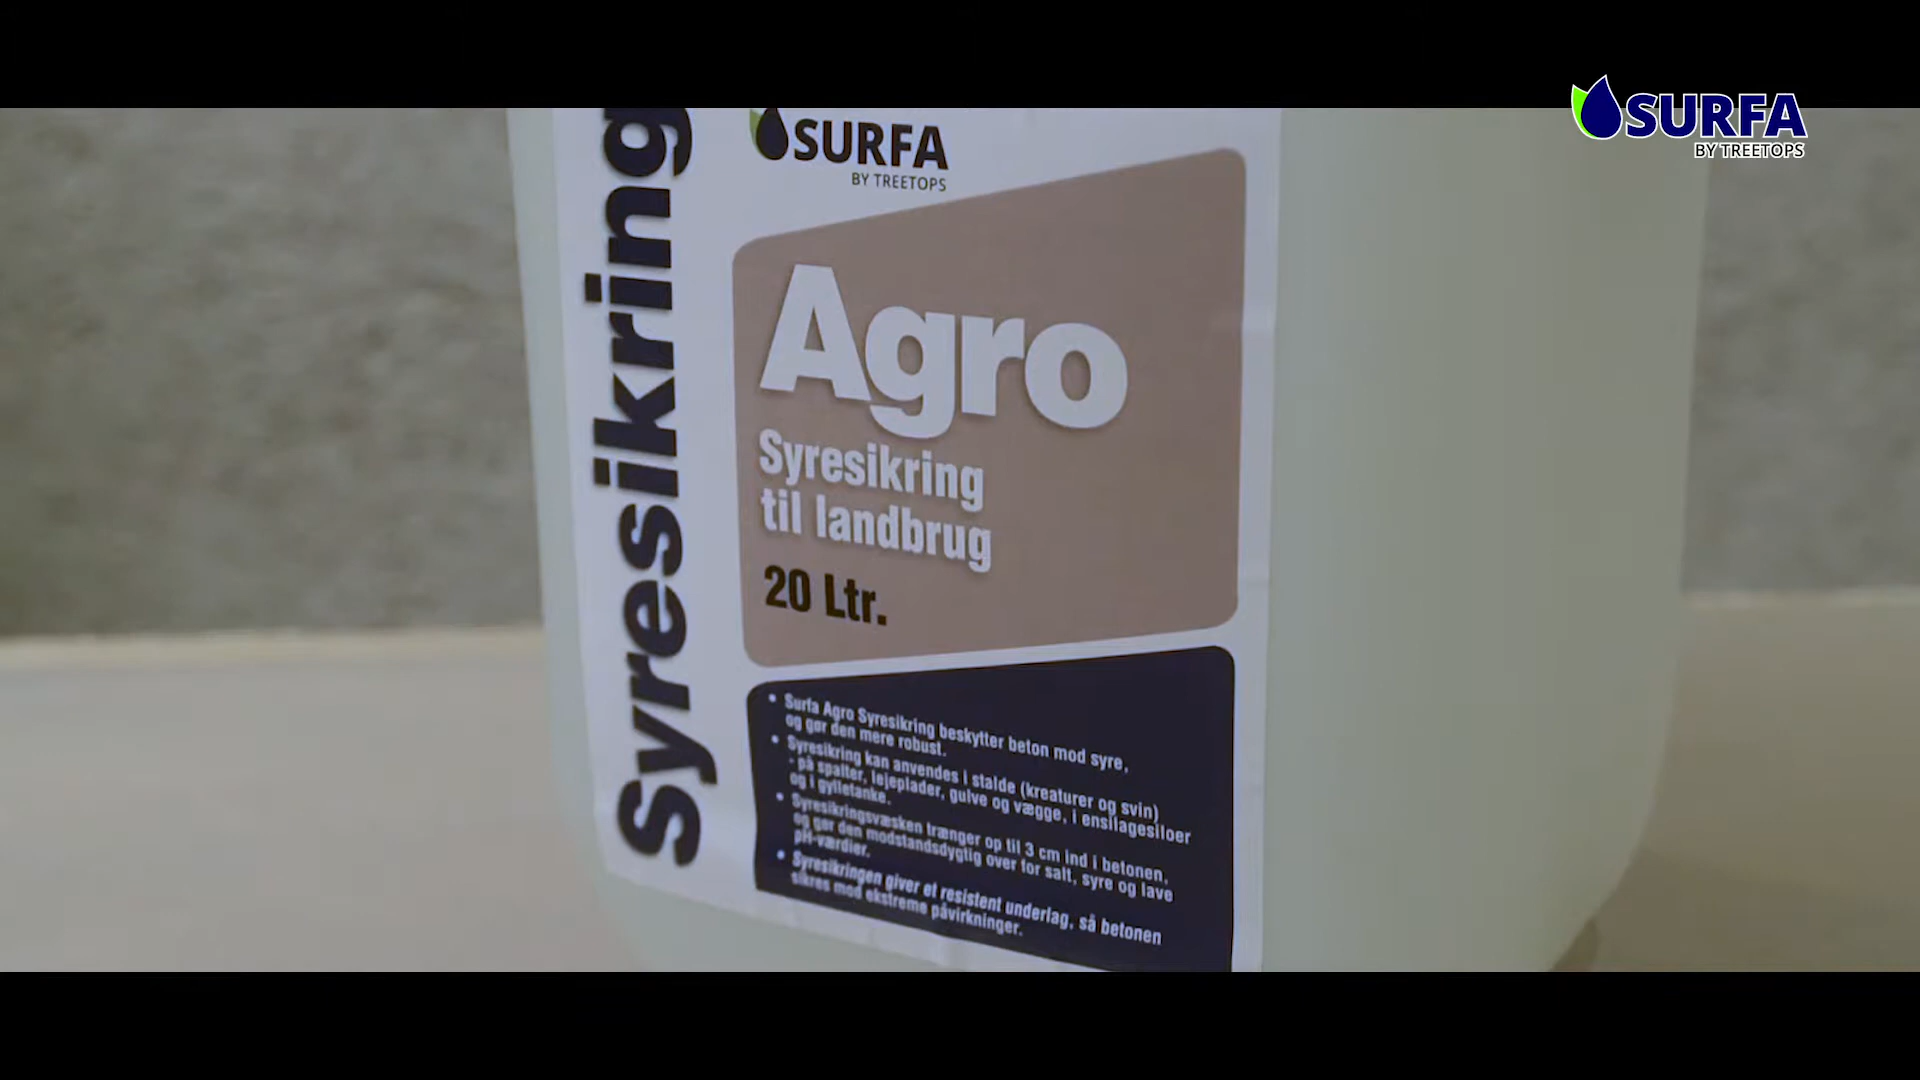 SURFA
BY TREETOPS
Syresikring
SURFA
BY TREETOPS
Agro
Syresikring
til landbrug
20 Ltr.
• Surfa Agro Syresikring beskytter beton mod syre,
og gør den mere robust.
• Syresikring kan anvendes i stalde (kreaturer og svin)
- på spalter, lejeplader, gulve og vægge, i ensilagesiloer
og i gylletanke.
• Syresikringsvæsken trænger op til 3 cm ind i betonen,
og gør den modstandsdygtig over for salt, syre og lave
pH-værdier.
• Syresikringen giver et resistent underlag, så betonen
sikres mod ekstreme påvirkninger.